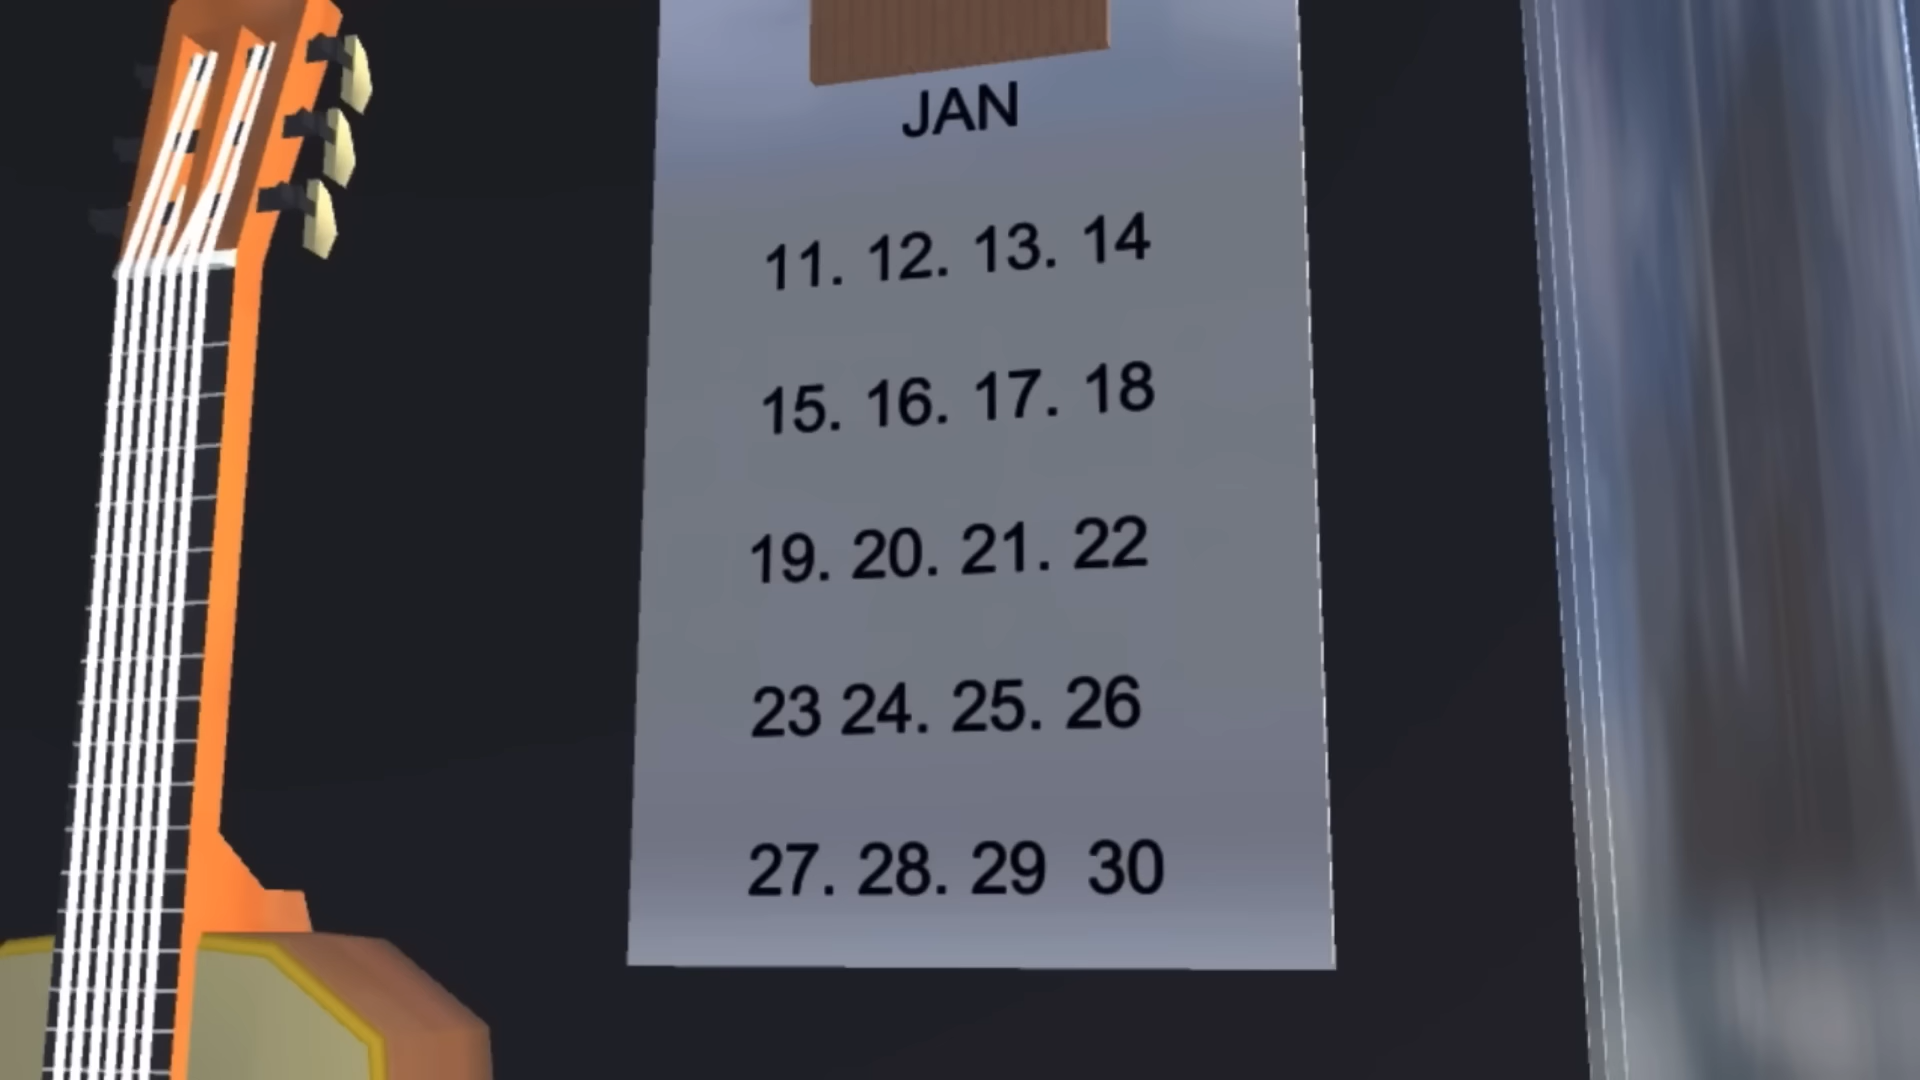 JAN
11. 12. 13. 14
15. 16. 17. 18
19. 20. 21. 22
23 24. 25. 26
27. 28. 29 30